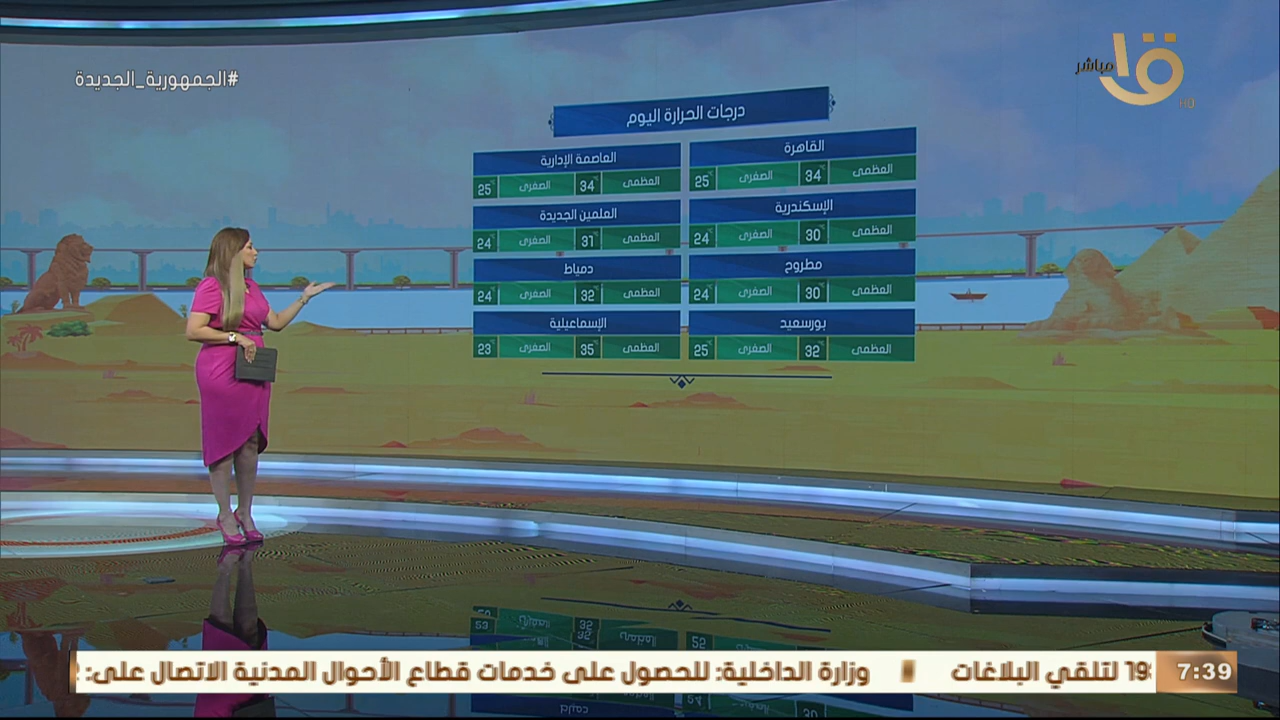 #الجمهورية_الجديدة
مباشر
HD
درجات الحرارة اليوم
القاهرة
العظمى 34 الصغرى 25
العاصمة الإدارية
العظمى 34 الصغرى 25
الإسكندرية
العظمى 30 الصغرى 24
العلمين الجديدة
العظمى 31 الصغرى 24
مطروح
العظمى 30 الصغرى 24
دمياط
العظمى 32 الصغرى 24
بورسعيد
العظمى 32 الصغرى 25
الإسماعيلية
العظمى 35 الصغرى 23
7:39
لتلقي البلاغات
وزارة الداخلية: للحصول على خدمات قطاع الأحوال المدنية الاتصال على: